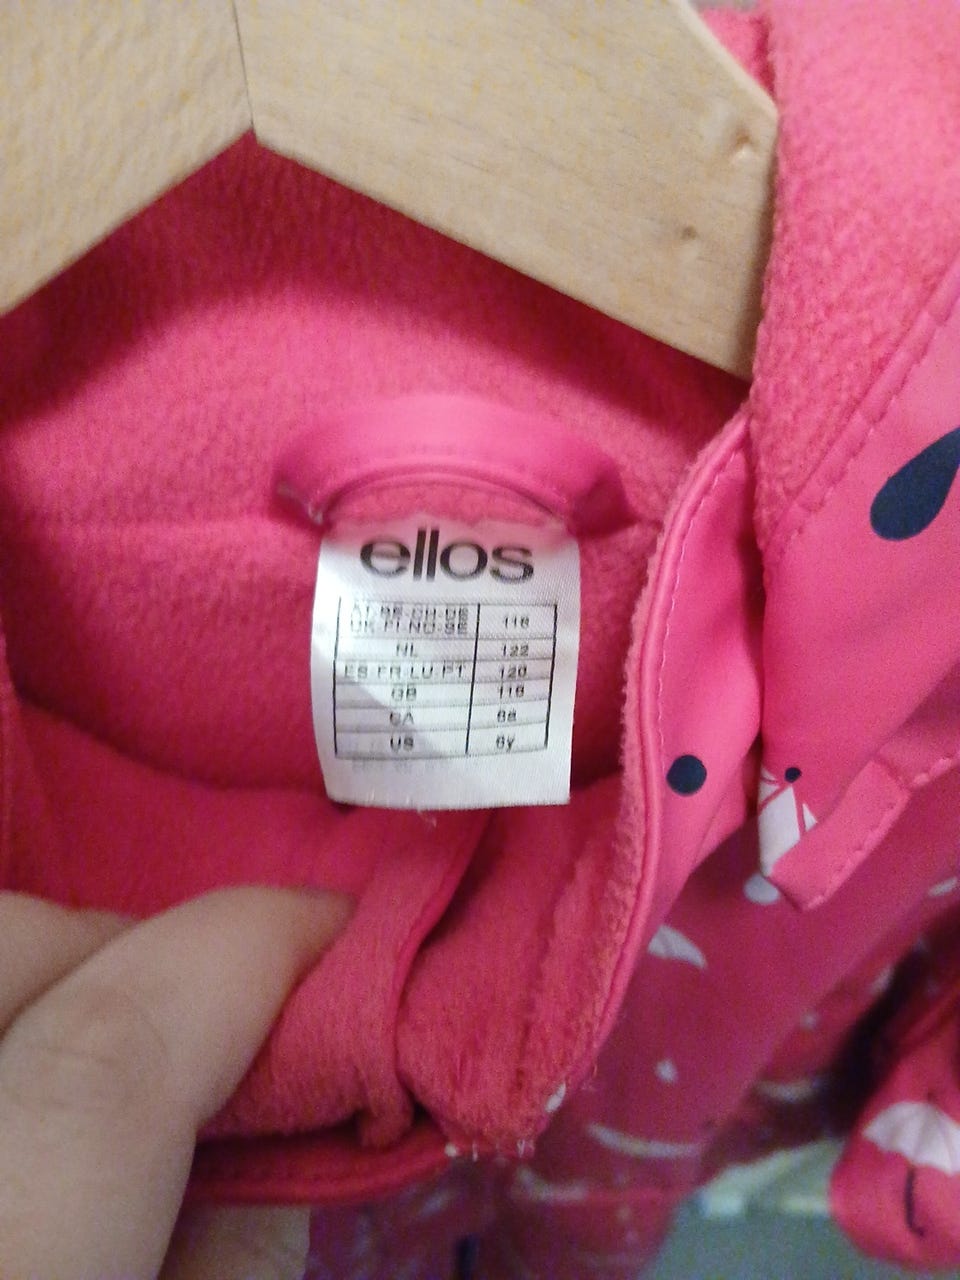 ellos
AT-BE-CH-DE 116
UK-FI-NO-SE
NL 122
ES-FR-LU-PT 120
GB 116
CA 6a
US 6y